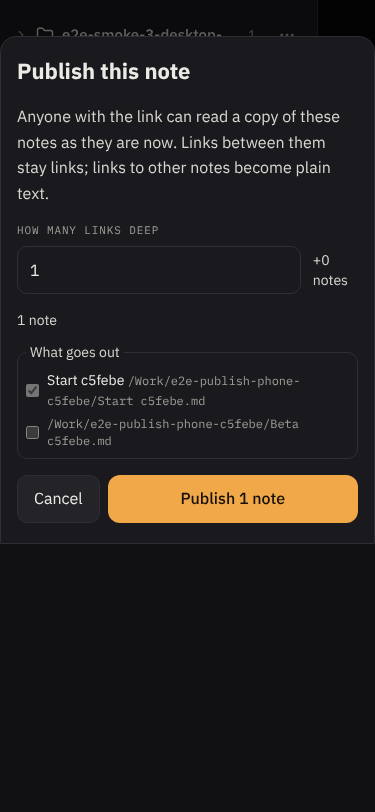 e2e-smoke-3-desktop- 1 ...
Publish this note
Anyone with the link can read a copy of these
notes as they are now. Links between them
stay links; links to other notes become plain
text.
HOW MANY LINKS DEEP
1
+0
notes
1 note
What goes out
Start c5febe /Work/e2e-publish-phone-
c5febe/Start c5febe.md
/Work/e2e-publish-phone-c5febe/Beta
c5febe.md
Cancel
Publish 1 note